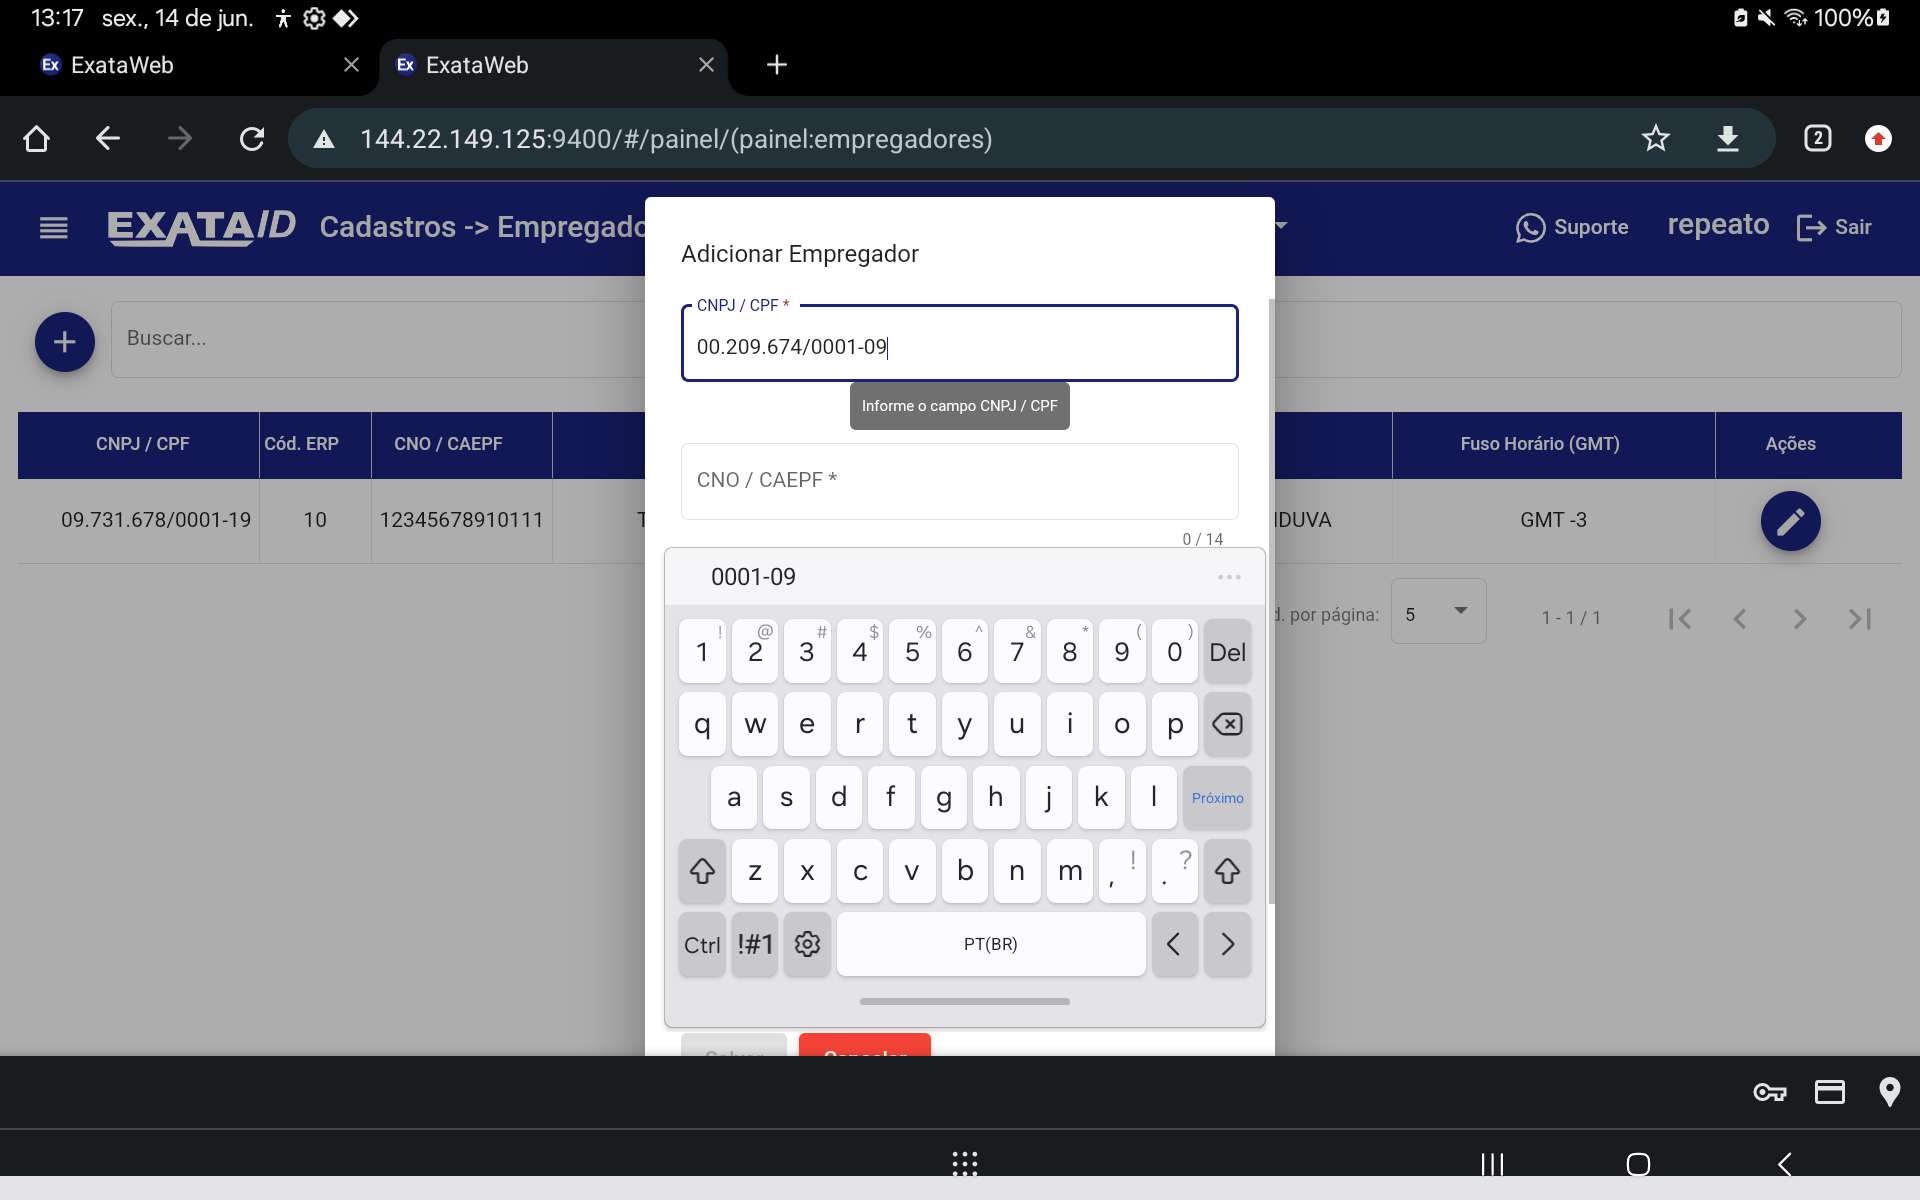 13:17 sex., 14 de jun. 100%
Ex ExataWeb
Ex ExataWeb
144.22.149.125:9400/#/painel/(painel:empregadores)
2
EXATA ID Cadastros -> Empregado
Suporte repeato Sair
Adicionar Empregador
CNPJ / CPF *
00.209.674/0001-09
Buscar...
Informe o campo CNPJ / CPF
CNPJ / CPF Cód. ERP CNO / CAEPF Fuso Horário (GMT) Ações
CNO / CAEPF *
0 / 14
09.731.678/0001-19 10 12345678910111 T IDUVA GMT -3
d. por página: 5 1 - 1 / 1
0001-09
! @ # $ % ^ & * ( )
1 2 3 4 5 6 7 8 9 0 Del
q w e r t y u i o p
a s d f g h j k l Próximo
z x c v b n m , ! . ?
Ctrl !#1 PT(BR)
Salvar Cancelar